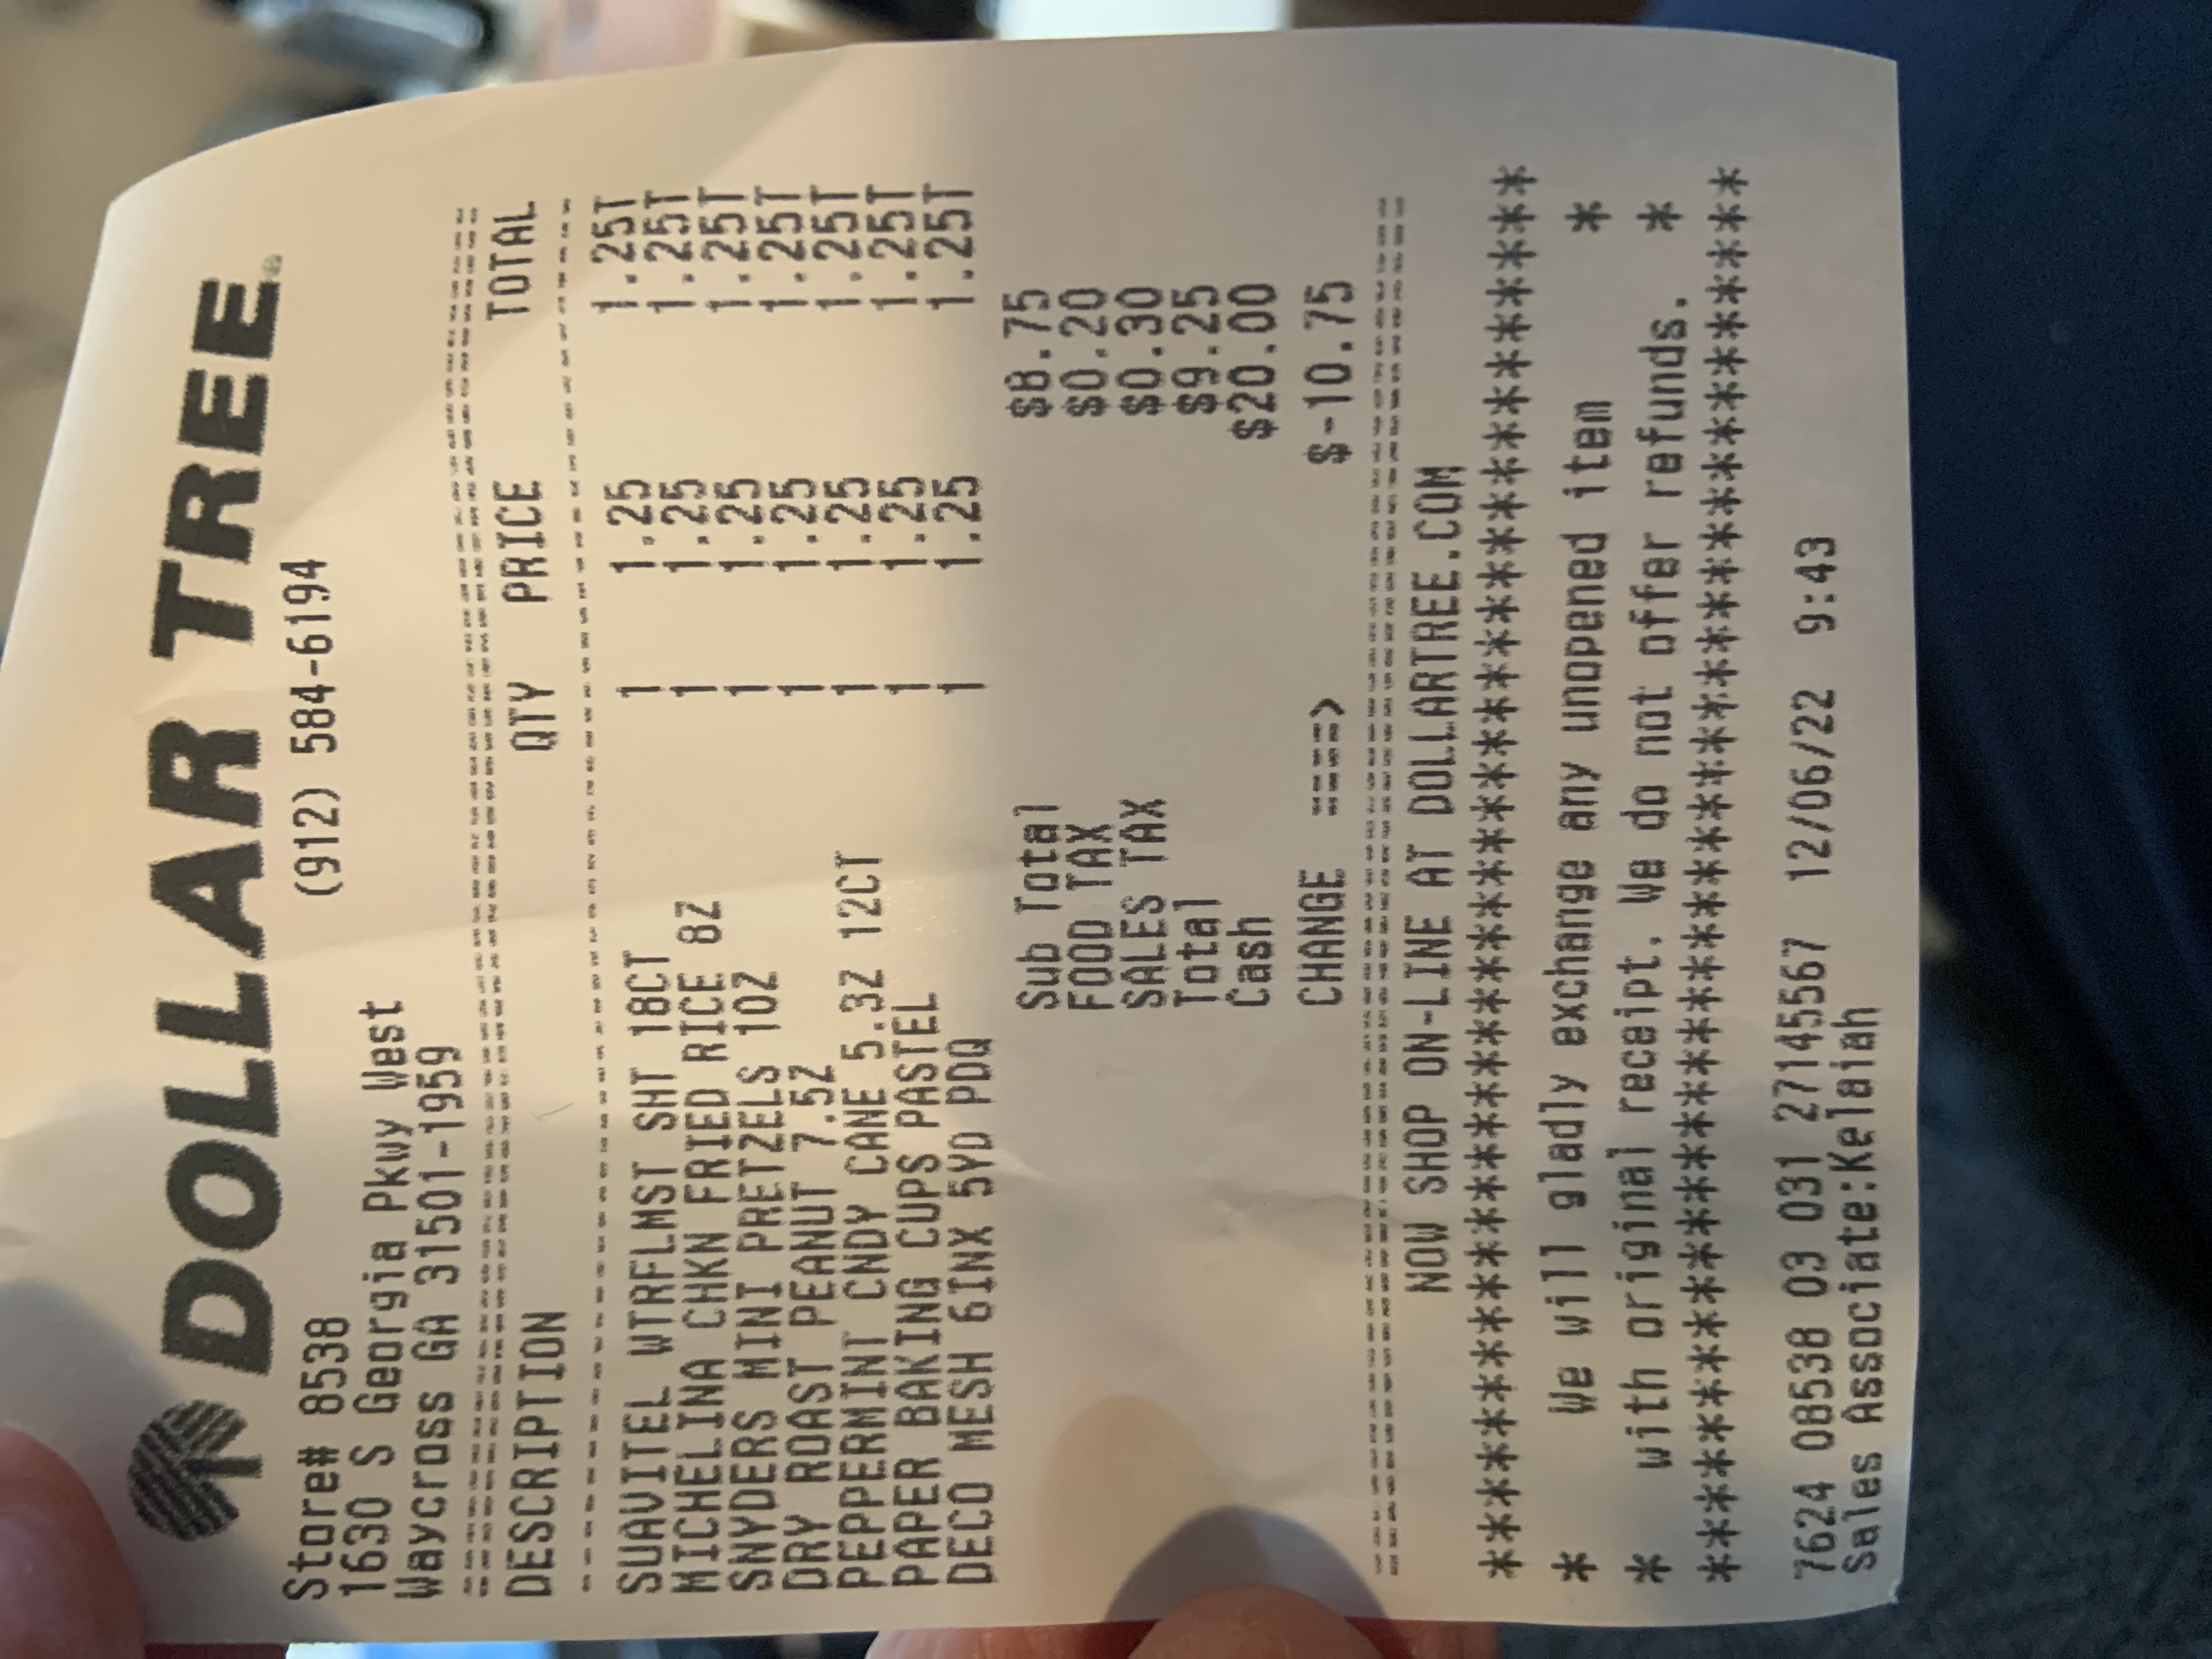 DOLLAR TREE®
Store# 8538 (912) 584-6194
1630 S Georgia Pkwy West
Waycross GA 31501-1959
================================================
DESCRIPTION QTY PRICE TOTAL
------------------------------------------------
SUAVITEL WTRFLMST SHT 18CT 1 1.25 1.25T
MICHELINA CHKN FRIED RICE 8Z 1 1.25 1.25T
SNYDERS MINI PRETZELS 10Z 1 1.25 1.25T
DRY ROAST PEANUT 7.5Z 1 1.25 1.25T
PEPPERMINT CNDY CANE 5.3Z 12CT 1 1.25 1.25T
PAPER BAKING CUPS PASTEL 1 1.25 1.25T
DECO MESH 6INX 5YD PDQ 1 1.25 1.25T
Sub Total $8.75
FOOD TAX $0.20
SALES TAX $0.30
Total $9.25
Cash $20.00
CHANGE ====> $-10.75
================================================
NOW SHOP ON-LINE AT DOLLARTREE.COM
************************************************
* We will gladly exchange any unopened item *
* with original receipt. We do not offer refunds. *
************************************************
7624 08538 03 031 27145567 12/06/22 9:43
Sales Associate:Kelaiah